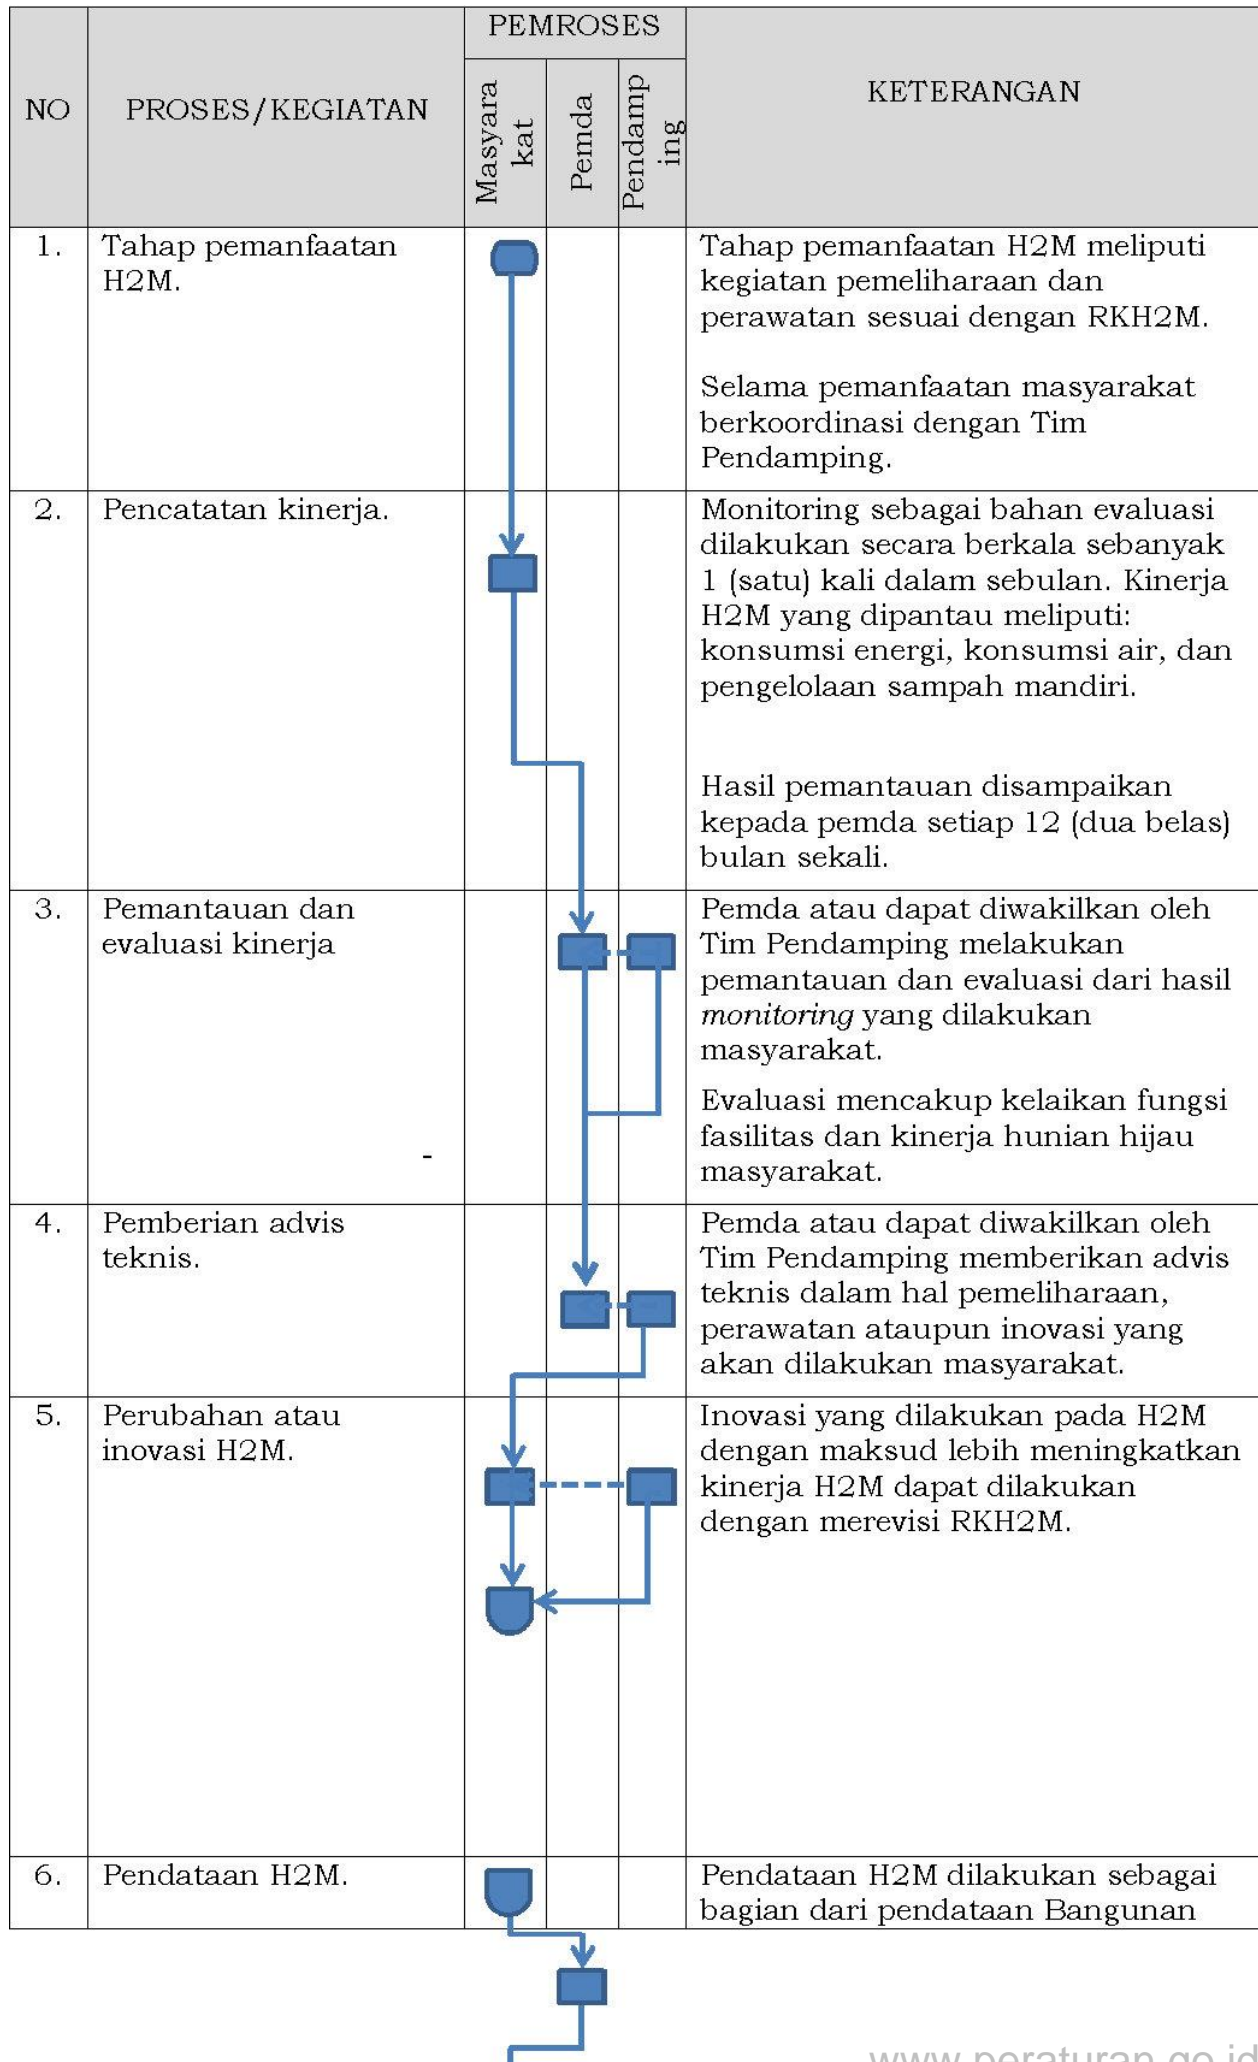 NO
PROSES/KEGIATAN
PEMROSES
Masyara
kat
Pemda
Pendamp
ing
KETERANGAN
1.
Tahap pemanfaatan
H2M.
Tahap pemanfaatan H2M meliputi
kegiatan pemeliharaan dan
perawatan sesuai dengan RKH2M.
Selama pemanfaatan masyarakat
berkoordinasi dengan Tim
Pendamping.
2.
Pencatatan kinerja.
Monitoring sebagai bahan evaluasi
dilakukan secara berkala sebanyak
1 (satu) kali dalam sebulan. Kinerja
H2M yang dipantau meliputi:
konsumsi energi, konsumsi air, dan
pengelolaan sampah mandiri.
Hasil pemantauan disampaikan
kepada pemda setiap 12 (dua belas)
bulan sekali.
3.
Pemantauan dan
evaluasi kinerja
-
Pemda atau dapat diwakilkan oleh
Tim Pendamping melakukan
pemantauan dan evaluasi dari hasil
monitoring yang dilakukan
masyarakat.
Evaluasi mencakup kelaikan fungsi
fasilitas dan kinerja hunian hijau
masyarakat.
4.
Pemberian advis
teknis.
Pemda atau dapat diwakilkan oleh
Tim Pendamping memberikan advis
teknis dalam hal pemeliharaan,
perawatan ataupun inovasi yang
akan dilakukan masyarakat.
5.
Perubahan atau
inovasi H2M.
Inovasi yang dilakukan pada H2M
dengan maksud lebih meningkatkan
kinerja H2M dapat dilakukan
dengan merevisi RKH2M.
6.
Pendataan H2M.
Pendataan H2M dilakukan sebagai
bagian dari pendataan Bangunan
www.peraturan.go.id